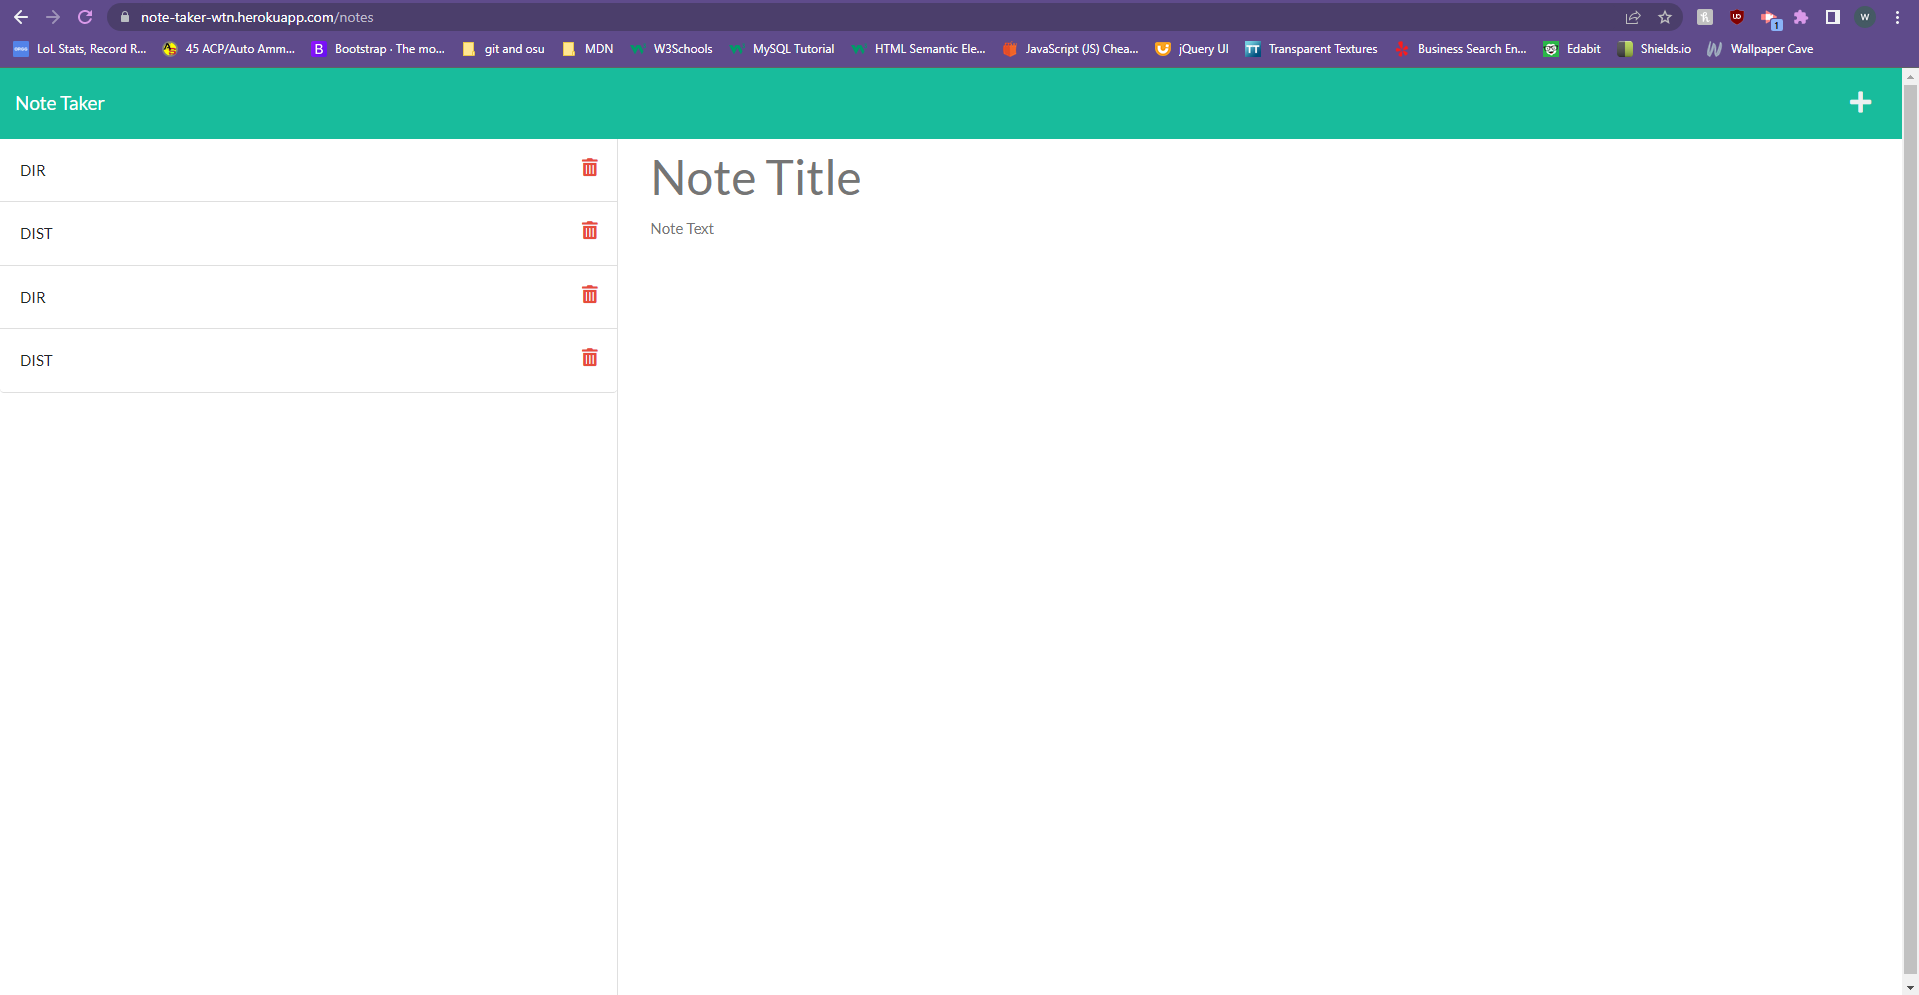 note-taker-wtn.herokuapp.com/notes
1
W
LoL Stats, Record R... 45 ACP/Auto Amm... B Bootstrap · The mo... git and osu MDN W3Schools MySQL Tutorial HTML Semantic Ele... JavaScript (JS) Chea... jQuery UI TT Transparent Textures Business Search En... Edabit Shields.io Wallpaper Cave
Note Taker
DIR
DIST
DIR
DIST
Note Title
Note Text